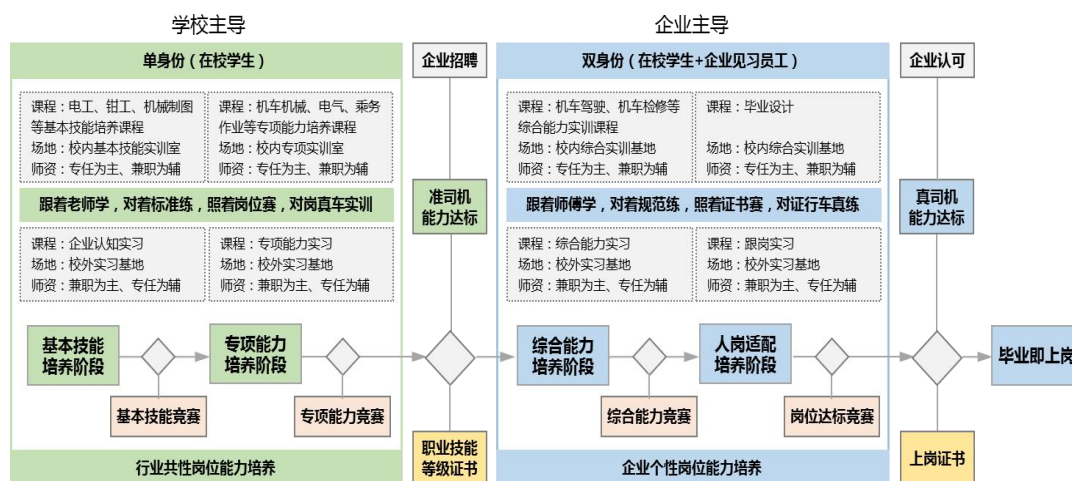 学校主导
企业主导
单身份（在校学生）
企业招聘
双身份（在校学生+企业见习员工）
企业认可
课程：电工、钳工、机械制图
等基本技能培养课程
场地：校内基本技能实训室
师资：专任为主、兼职为辅
课程：机车机械、电气、乘务
作业等专项能力培养课程
场地：校内专项实训室
师资：专任为主、兼职为辅
课程：机车驾驶、机车检修等
综合能力实训课程
场地：校内综合实训基地
师资：专任为主、兼职为辅
课程：毕业设计
场地：校内综合实训基地
师资：专任为主、兼职为辅
跟着老师学，对着标准练，照着岗位赛，对岗真车实训
准司机
能力达标
跟着师傅学，对着规范练，照着证书赛，对证行车真练
真司机
能力达标
课程：企业认知实习
场地：校外实习基地
师资：兼职为主、专任为辅
课程：专项能力实习
场地：校外实习基地
师资：兼职为主、专任为辅
课程：综合能力实习
场地：校外实习基地
师资：兼职为主、专任为辅
课程：跟岗实习
场地：校外实习基地
师资：兼职为主、专任为辅
基本技能
培养阶段
专项能力
培养阶段
综合能力
培养阶段
人岗适配
培养阶段
毕业即上岗
基本技能竞赛
专项能力竞赛
综合能力竞赛
岗位达标竞赛
行业共性岗位能力培养
职业技能
等级证书
企业个性岗位能力培养
上岗证书